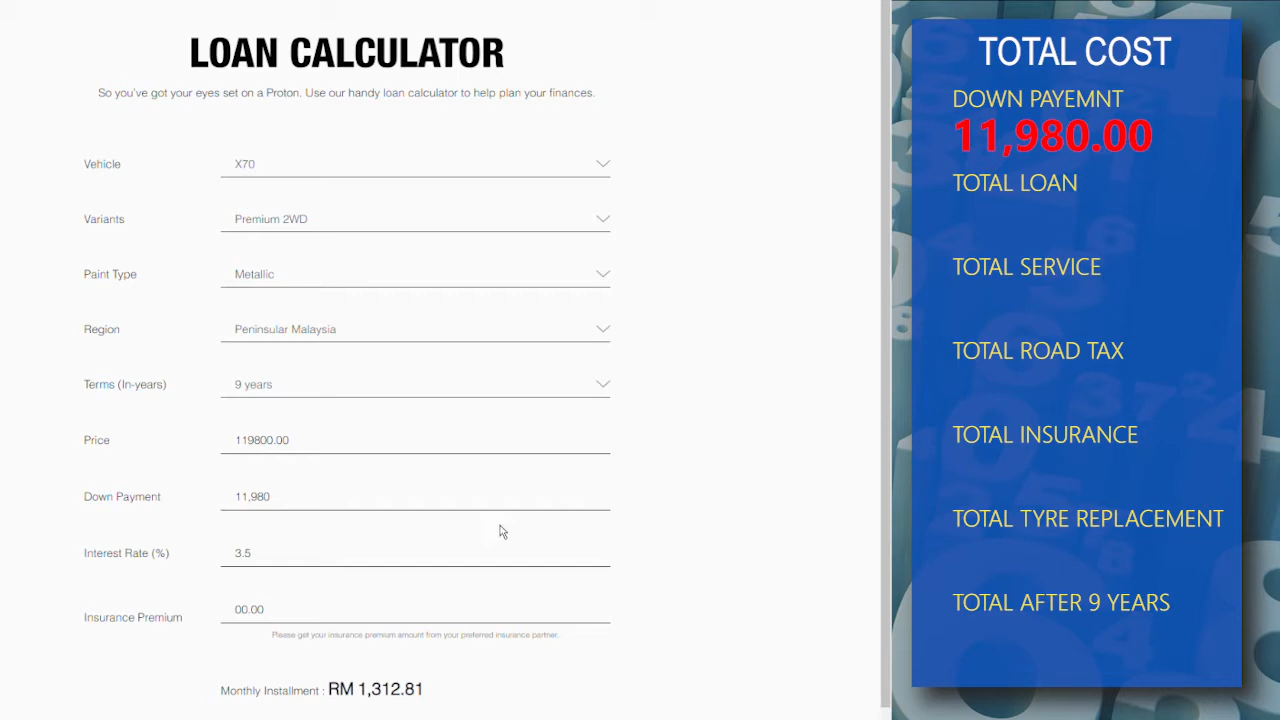 LOAN CALCULATOR
So you've got your eyes set on a Proton. Use our handy loan calculator to help plan your finances.
Vehicle X70
Variants Premium 2WD
Paint Type Metallic
Region Peninsular Malaysia
Terms (In-years) 9 years
Price 119800.00
Down Payment 11,980
Interest Rate (%) 3.5
Insurance Premium 00.00
Please get your insurance premium amount from your preferred insurance partner.
Monthly Installment : RM 1,312.81
TOTAL COST
DOWN PAYEMNT
11,980.00
TOTAL LOAN
TOTAL SERVICE
TOTAL ROAD TAX
TOTAL INSURANCE
TOTAL TYRE REPLACEMENT
TOTAL AFTER 9 YEARS